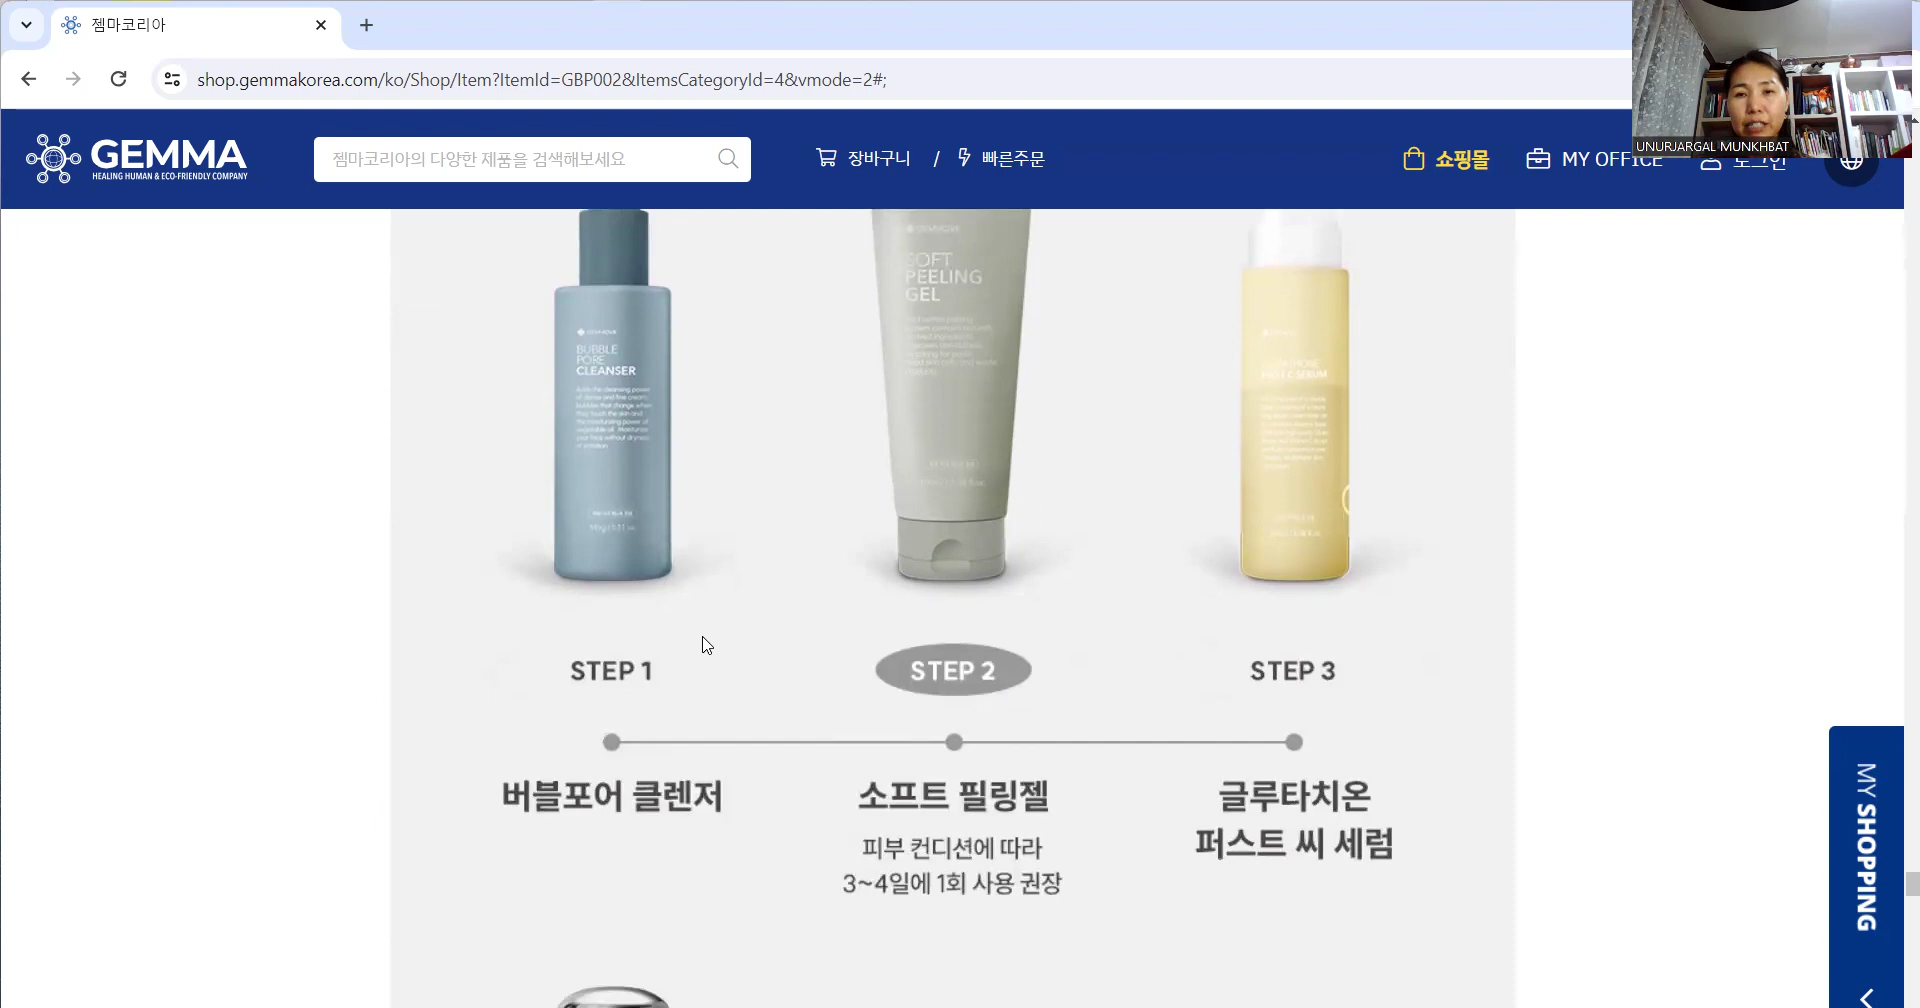 젬마코리아
shop.gemmakorea.com/ko/Shop/Item?ItemId=GBP002&ItemsCategoryId=4&vmode=2#;
UNURJARGAL MUNKHBAT
GEMMA
HEALING HUMAN & ECO-FRIENDLY COMPANY
젬마코리아의 다양한 제품을 검색해보세요
장바구니 / 빠른주문
쇼핑몰
MY OFFICE
로그인
BUBBLE
PORE
CLEANSER
SOFT
PEELING
GEL
C SERUM
STEP 1
STEP 2
STEP 3
버블포어 클렌저
소프트 필링젤
피부 컨디션에 따라
3~4일에 1회 사용 권장
글루타치온
퍼스트 씨 세럼
MY SHOPPING